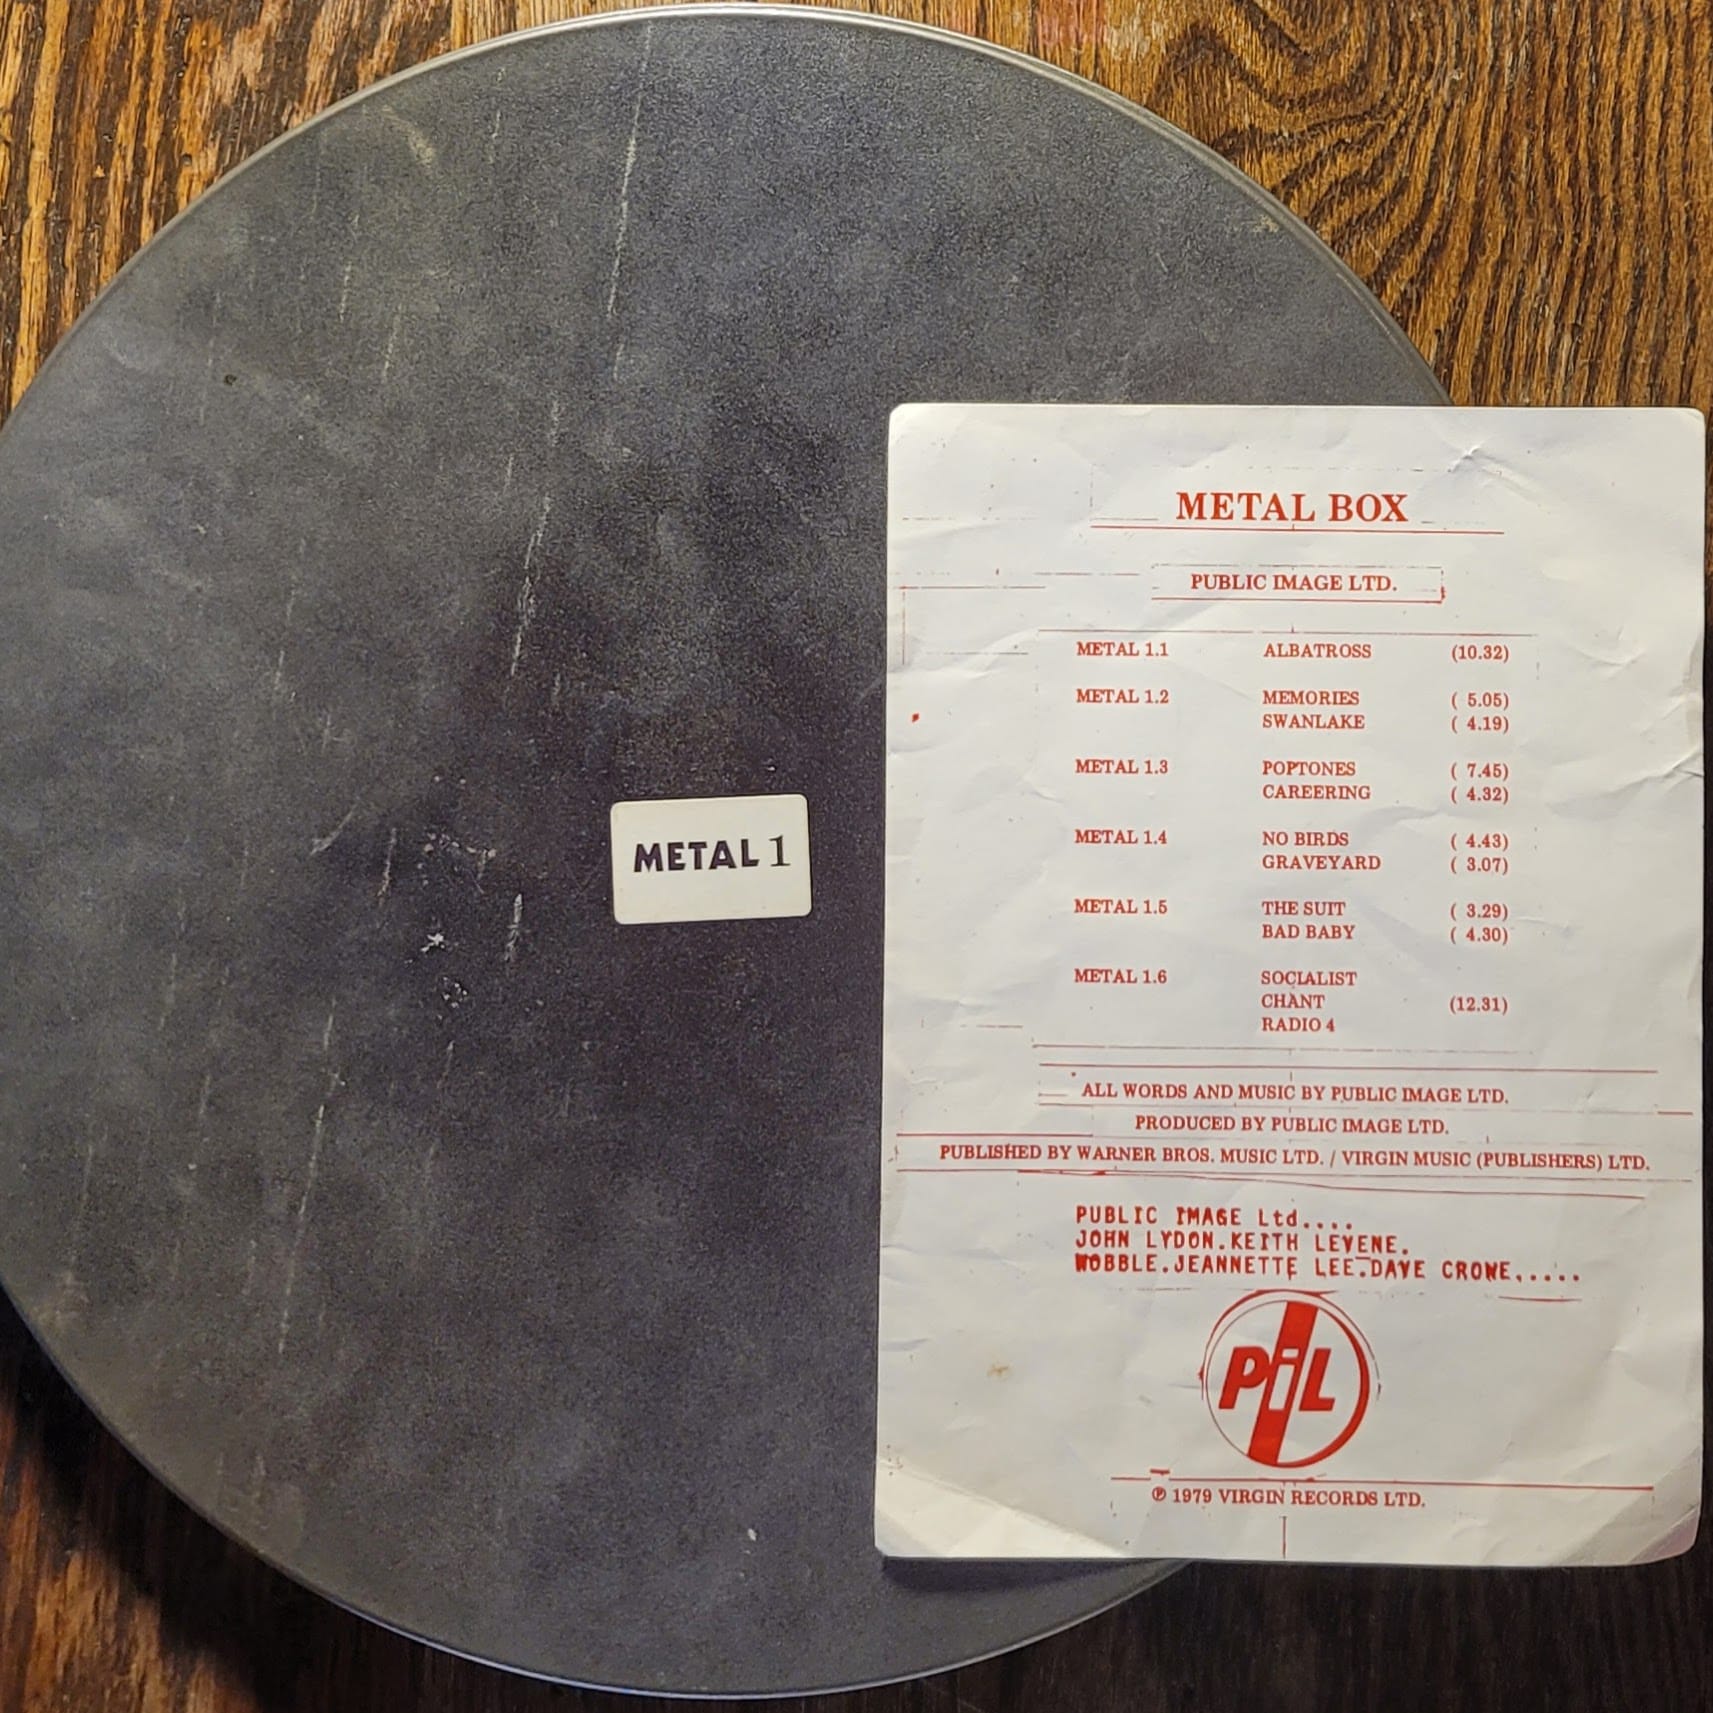 METAL 1
METAL BOX
PUBLIC IMAGE LTD.
METAL 1.1 ALBATROSS (10.32)
METAL 1.2 MEMORIES ( 5.05)
SWANLAKE ( 4.19)
METAL 1.3 POPTONES ( 7.45)
CAREERING ( 4.32)
METAL 1.4 NO BIRDS ( 4.43)
GRAVEYARD ( 3.07)
METAL 1.5 THE SUIT ( 3.29)
BAD BABY ( 4.30)
METAL 1.6 SOCIALIST
CHANT (12.31)
RADIO 4
ALL WORDS AND MUSIC BY PUBLIC IMAGE LTD.
PRODUCED BY PUBLIC IMAGE LTD.
PUBLISHED BY WARNER BROS. MUSIC LTD. / VIRGIN MUSIC (PUBLISHERS) LTD.
PUBLIC IMAGE Ltd....
JOHN LYDON.KEITH LEVENE.
WOBBLE.JEANNETTE LEE.DAVE CROWE.....
PiL
℗ 1979 VIRGIN RECORDS LTD.